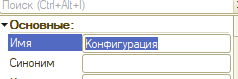 Поиск (Ctrl+Alt+I)
Основные:
Имя Конфигурация
Синоним